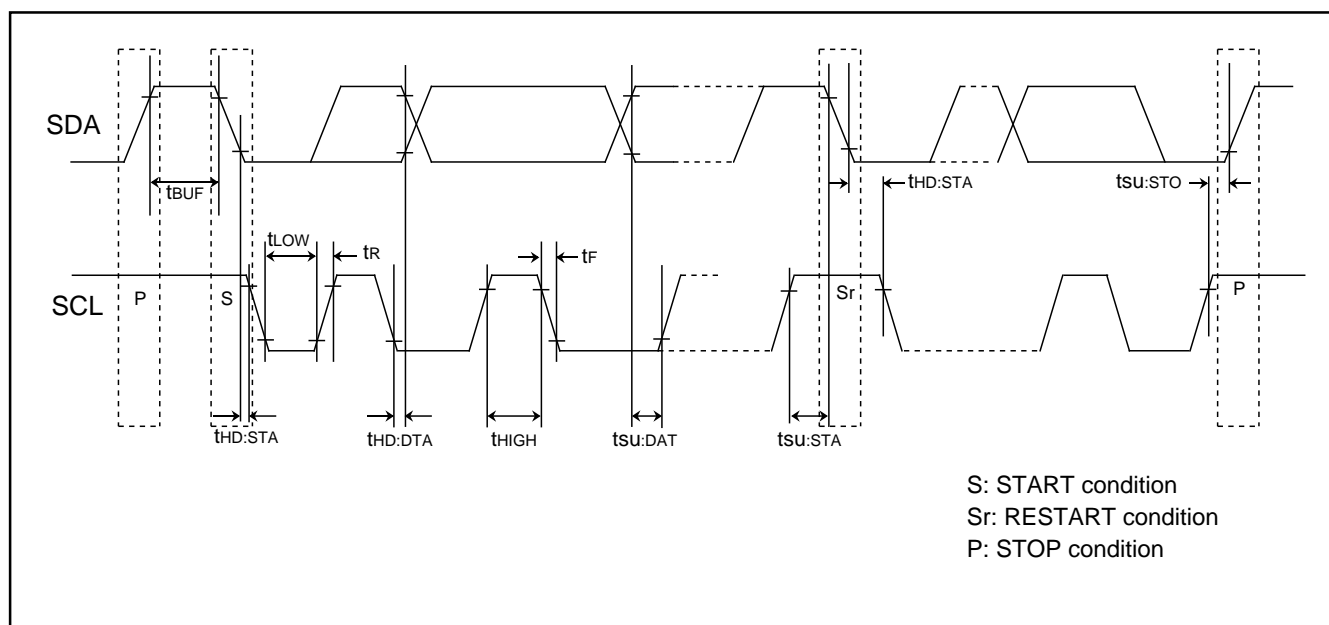 SDA
tBUF
tHD:STA
tsu:STO
tLOW
tR
tF
SCL
P
S
Sr
P
tHD:STA
tHD:DTA
tHIGH
tsu:DAT
tsu:STA
S: START condition
Sr: RESTART condition
P: STOP condition